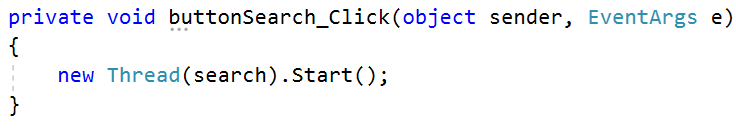 private void buttonSearch_Click(object sender, EventArgs e)
{
    new Thread(search).Start();
}